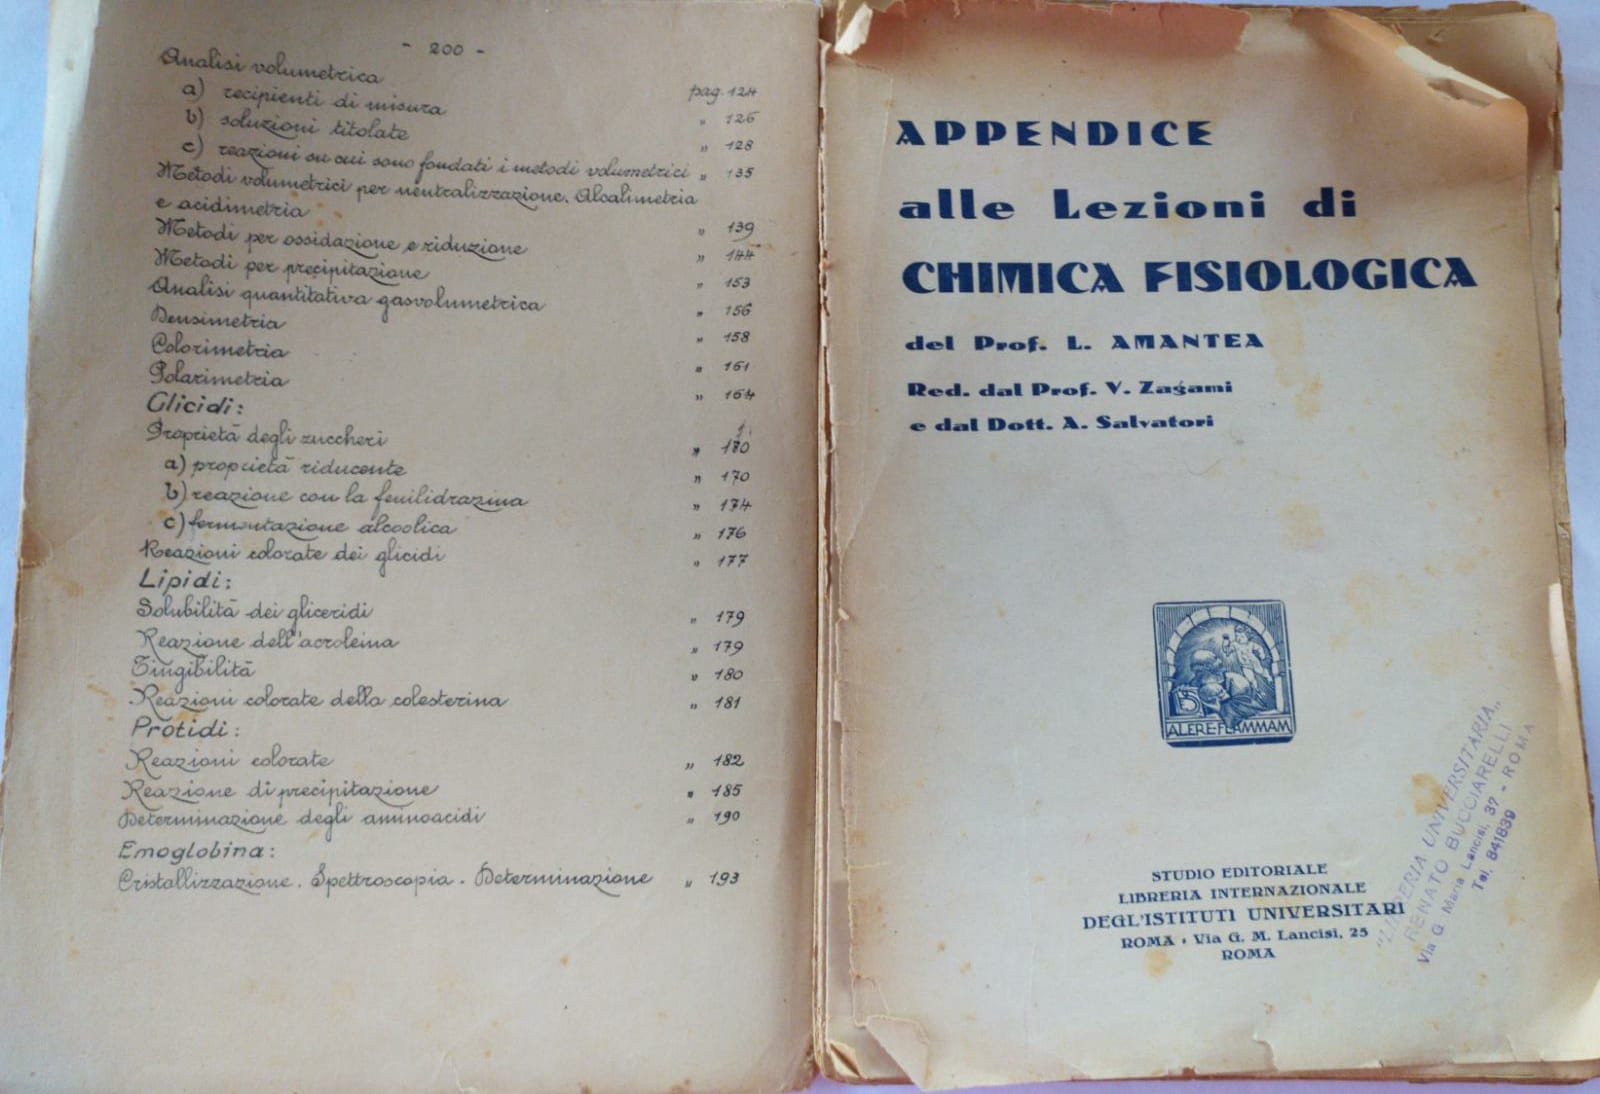 - 200 -
Analisi volumetrica pag. 124
a) recipienti di misura " 126
b) soluzioni titolate " 128
c) reazioni su cui sono fondati i metodi volumetrici " 135
Metodi volumetrici per neutralizzazione. Alcalimetria
e acidimetria " 139
Metodi per ossidazione e riduzione " 144
Metodi per precipitazione " 153
Analisi quantitativa gasvolumetrica " 156
Densimetria " 158
Colorimetria " 161
Polarimetria " 164
Glicidi:
Proprietà degli zuccheri " 170
a) proprietà riducente " 170
b) reazione con la fenilidrazina " 174
c) fermentazione alcoolica " 176
Reazioni colorate dei glicidi " 177
Lipidi:
Solubilità dei gliceridi " 179
Reazione dell'acroleina " 179
Tingibilità " 180
Reazioni colorate della colesterina " 181
Protidi:
Reazioni colorate " 182
Reazione di precipitazione " 185
Determinazione degli aminoacidi " 190
Emoglobina:
Cristallizzazione. Spettroscopia. Determinazione " 193
APPENDICE
alle Lezioni di
CHIMICA FISIOLOGICA
del Prof. L. AMANTEA
Red. dal Prof. V. Zagami
e dal Dott. A. Salvatori
ALERE FLAMMAM
STUDIO EDITORIALE
LIBRERIA INTERNAZIONALE
DEGL'ISTITUTI UNIVERSITARI
ROMA • Via G. M. Lancisi, 25
ROMA
"LIBRERIA UNIVERSITARIA"
RENATO BUCCIARELLI
Via G. Maria Lancisi, 37 - ROMA
Tel. 841839